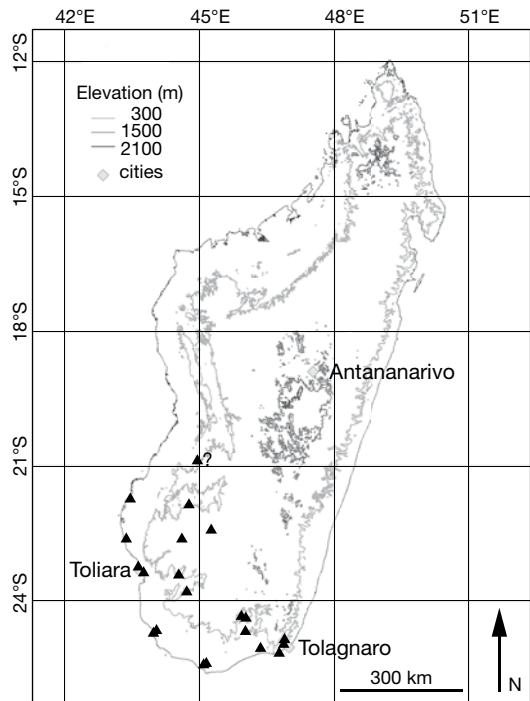 42°E 45°E 48°E 51°E
12°S
Elevation (m)
300
1500
2100
cities
15°S
18°S
Antananarivo
21°S
?
Toliara
24°S
Tolagnaro
300 km
N